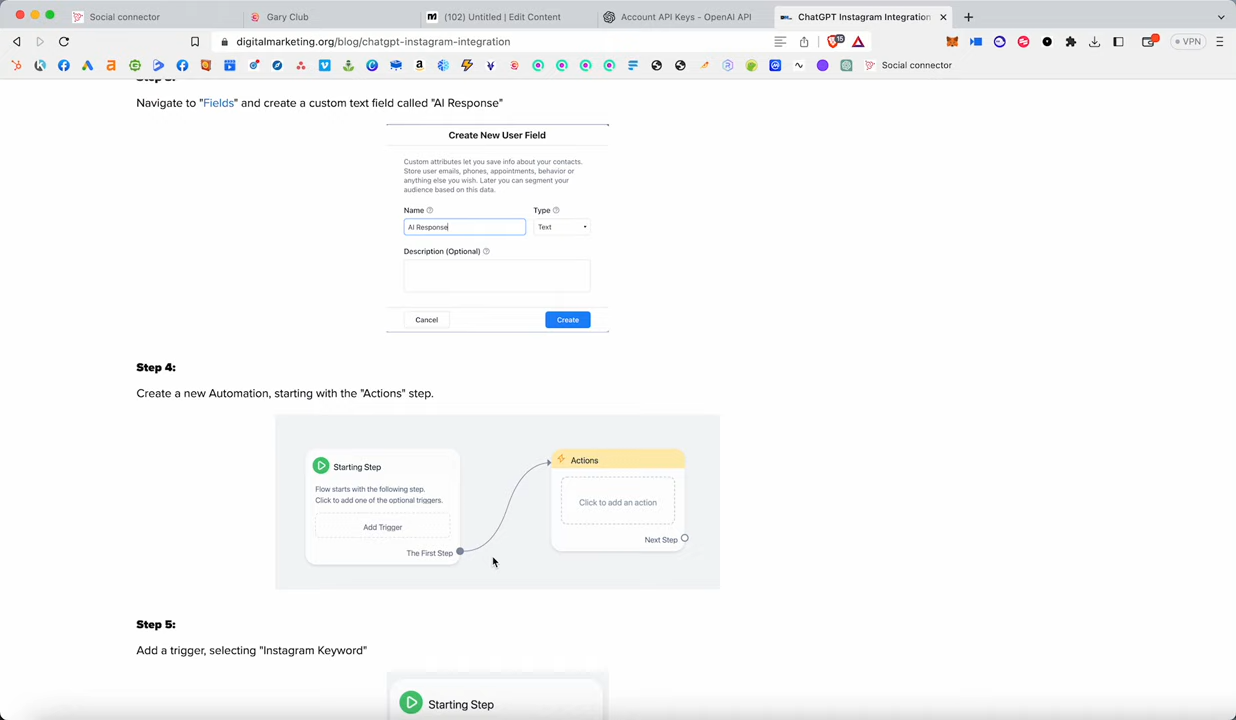 Social connector
Gary Club
(102) Untitled | Edit Content
Account API Keys - OpenAI API
ChatGPT Instagram Integration
digitalmarketing.org/blog/chatgpt-instagram-integration
15
VPN
Social connector
Navigate to "Fields" and create a custom text field called "AI Response"
Create New User Field
Custom attributes let you save info about your contacts.
Store user emails, phones, appointments, behavior or
anything else you wish. Later you can segment your
audience based on this data.
Name
Type
AI Response
Text
Description (Optional)
Cancel
Create
Step 4:
Create a new Automation, starting with the "Actions" step.
Starting Step
Flow starts with the following step.
Click to add one of the optional triggers.
Add Trigger
The First Step
Actions
Click to add an action
Next Step
Step 5:
Add a trigger, selecting "Instagram Keyword"
Starting Step